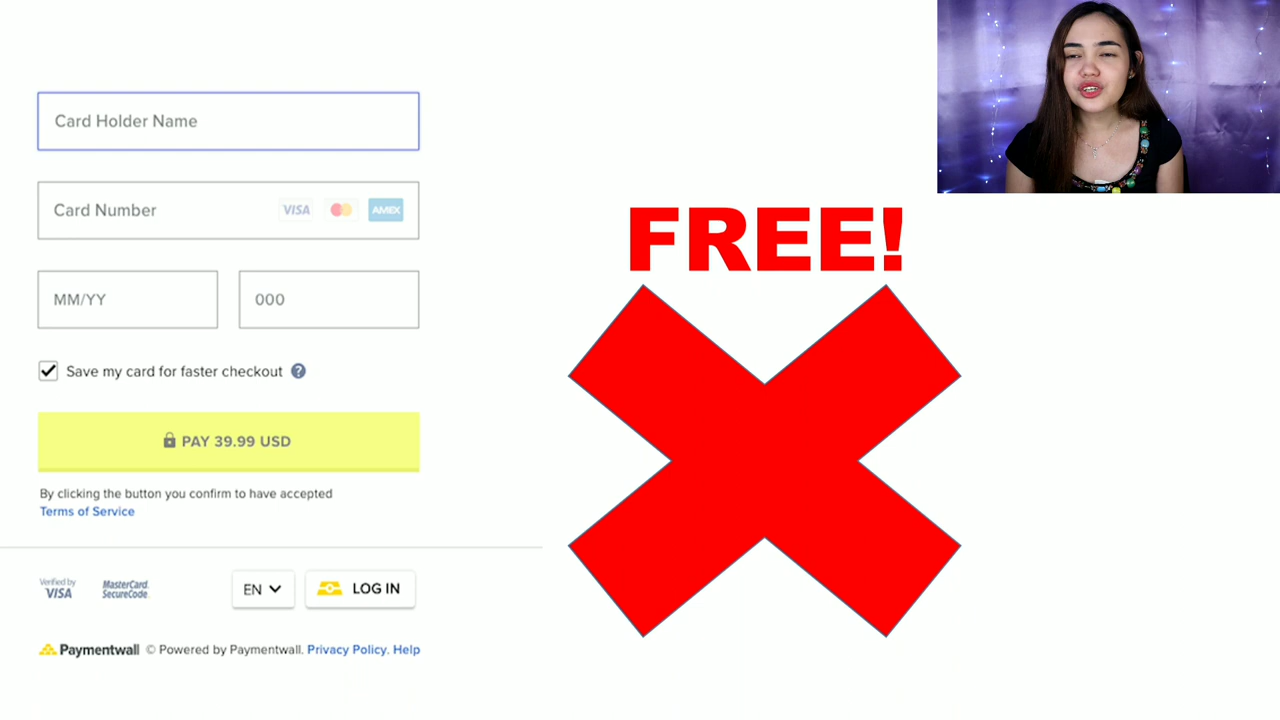 Card Holder Name
Card Number VISA AMEX
MM/YY 000
Save my card for faster checkout ?
PAY 39.99 USD
By clicking the button you confirm to have accepted
Terms of Service
Verified by
VISA
MasterCard.
SecureCode.
EN LOG IN
Paymentwall © Powered by Paymentwall. Privacy Policy. Help
FREE!